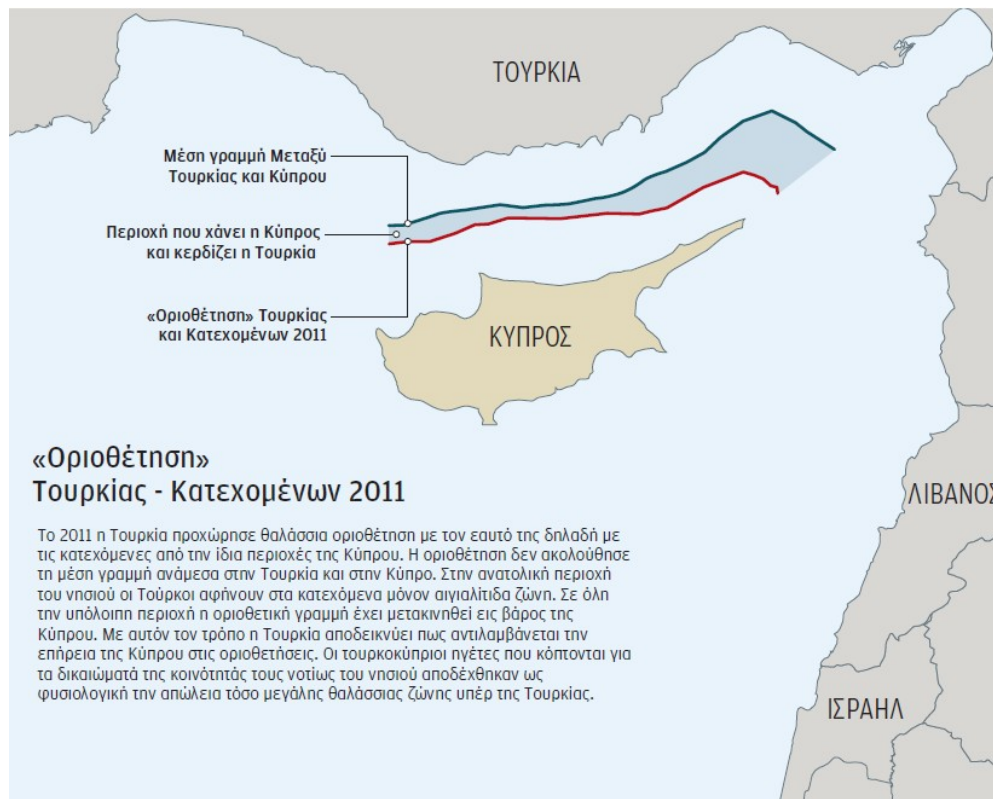 ΤΟΥΡΚΙΑ
Μέση γραμμή Μεταξύ
Τουρκίας και Κύπρου
Περιοχή που χάνει η Κύπρος
και κερδίζει η Τουρκία
«Οριοθέτηση» Τουρκίας
και Κατεχομένων 2011
ΚΥΠΡΟΣ
«Οριοθέτηση»
Τουρκίας - Κατεχομένων 2011
ΛΙΒΑΝΟΣ
Το 2011 η Τουρκία προχώρησε θαλάσσια οριοθέτηση με τον εαυτό της δηλαδή με
τις κατεχόμενες από την ίδια περιοχές της Κύπρου. Η οριοθέτηση δεν ακολούθησε
τη μέση γραμμή ανάμεσα στην Τουρκία και στην Κύπρο. Στην ανατολική περιοχή
του νησιού οι Τούρκοι αφήνουν στα κατεχόμενα μόνον αιγιαλίτιδα ζώνη. Σε όλη
την υπόλοιπη περιοχή η οριοθετική γραμμή έχει μετακινηθεί εις βάρος της
Κύπρου. Με αυτόν τον τρόπο η Τουρκία αποδεικνύει πως αντιλαμβάνεται την
επήρεια της Κύπρου στις οριοθετήσεις. Οι τουρκοκύπριοι ηγέτες που κόπτονται για
τα δικαιώματά της κοινότητάς τους νοτίως του νησιού αποδέχθηκαν ως
φυσιολογική την απώλεια τόσο μεγάλης θαλάσσιας ζώνης υπέρ της Τουρκίας.
ΙΣΡΑΗΛ